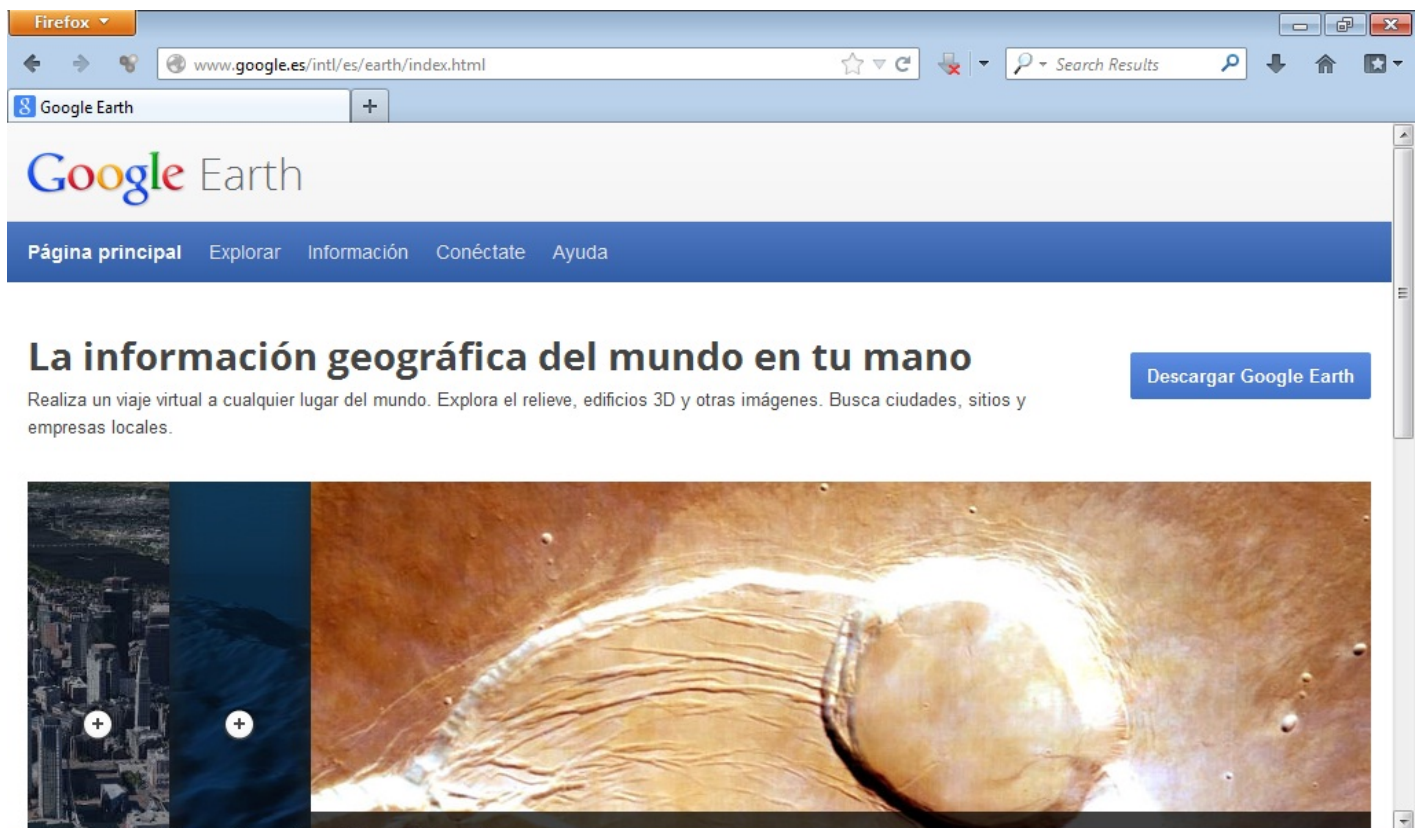 Firefox
www.google.es/intl/es/earth/index.html
Search Results
8 Google Earth
Google Earth
Página principal Explorar Información Conéctate Ayuda
La información geográfica del mundo en tu mano
Descargar Google Earth
Realiza un viaje virtual a cualquier lugar del mundo. Explora el relieve, edificios 3D y otras imágenes. Busca ciudades, sitios y
empresas locales.